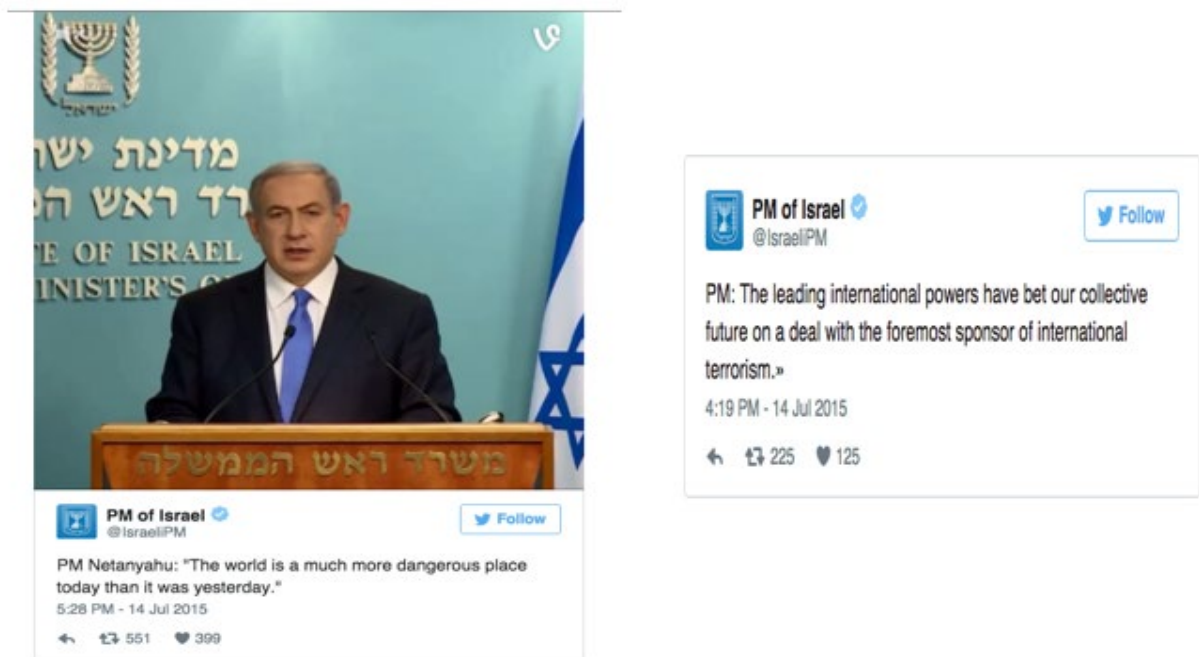 ישראל
מדינת ישר
רד ראש המ
TE OF ISRAEL
INISTER'S O
משרד ראש הממשלה
PM of Israel
@IsraeliPM
Follow
PM Netanyahu: "The world is a much more dangerous place
today than it was yesterday."
5:28 PM - 14 Jul 2015
551 399
PM of Israel
@IsraeliPM
Follow
PM: The leading international powers have bet our collective
future on a deal with the foremost sponsor of international
terrorism.»
4:19 PM - 14 Jul 2015
225 125